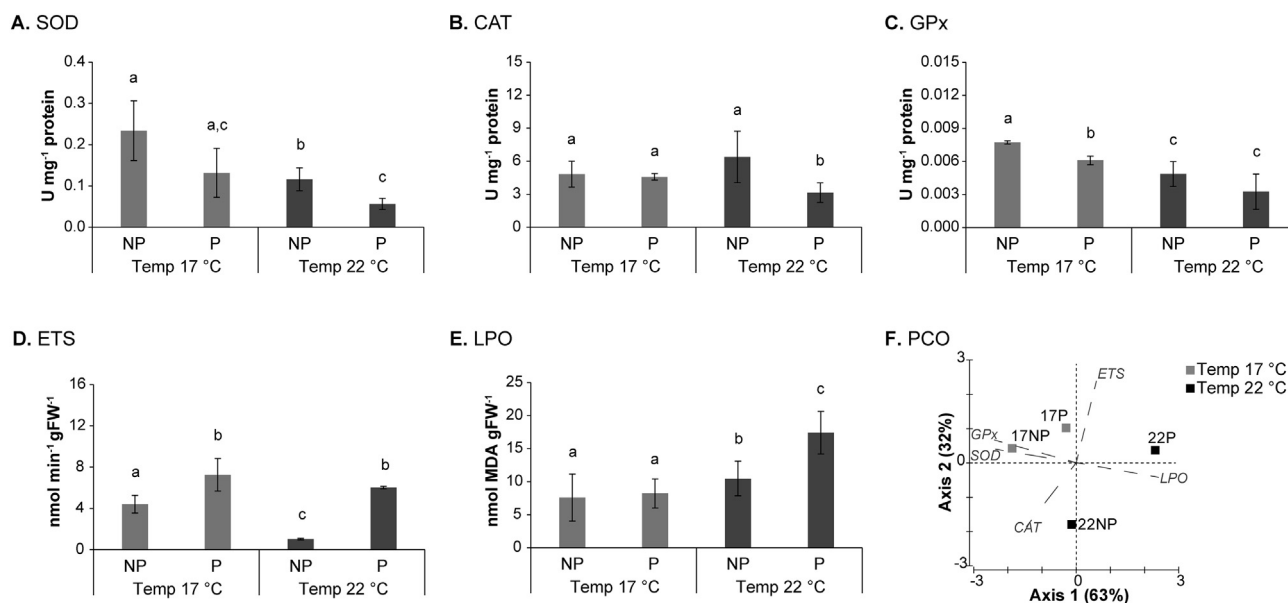 A. SOD
U mg⁻¹ protein
0.4
0.3
0.2
0.1
0.0
a
a,c
b
c
NP P NP P
Temp 17 °C Temp 22 °C
B. CAT
U mg⁻¹ protein
15
12
9
6
3
0
a
a
a
b
NP P NP P
Temp 17 °C Temp 22 °C
C. GPx
U mg⁻¹ protein
0.015
0.012
0.009
0.006
0.003
0.000
a
b
c
c
NP P NP P
Temp 17 °C Temp 22 °C
D. ETS
nmol min⁻¹ gFW⁻¹
16
12
8
4
0
a
b
c
b
NP P NP P
Temp 17 °C Temp 22 °C
E. LPO
nmol MDA gFW⁻¹
25
20
15
10
5
0
a
a
b
c
NP P NP P
Temp 17 °C Temp 22 °C
F. PCO
Temp 17 °C
Temp 22 °C
Axis 2 (32%)
3
0
-3
ETS
17P
GPx
17NP
22P
SOD
LPO
CAT
22NP
-3 0 3
Axis 1 (63%)